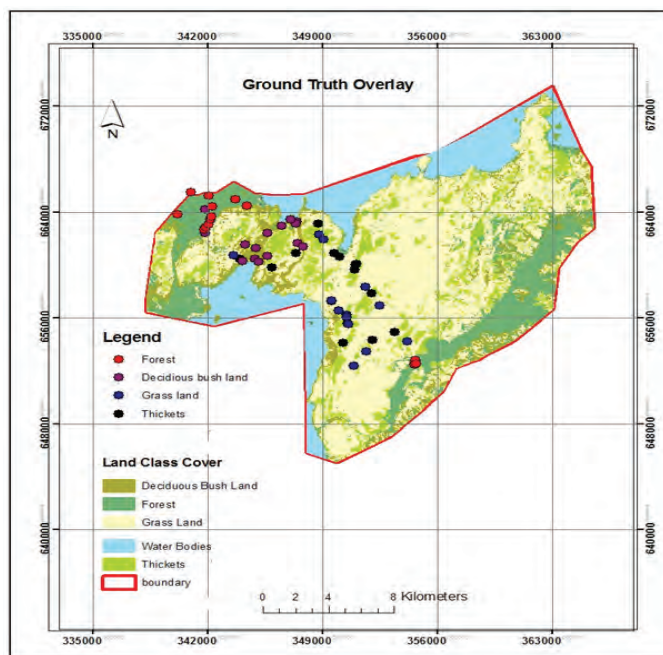 335000 342000 349000 356000 363000
Ground Truth Overlay
N
672000 672000
664000 664000
656000 656000
Legend
Forest
Decidious bush land
Grass land
Thickets
648000 648000
Land Class Cover
Deciduous Bush Land
Forest
Grass Land
640000 640000
Water Bodies
Thickets
boundary
0 2 4 8 Kilometers
335000 342000 349000 356000 363000